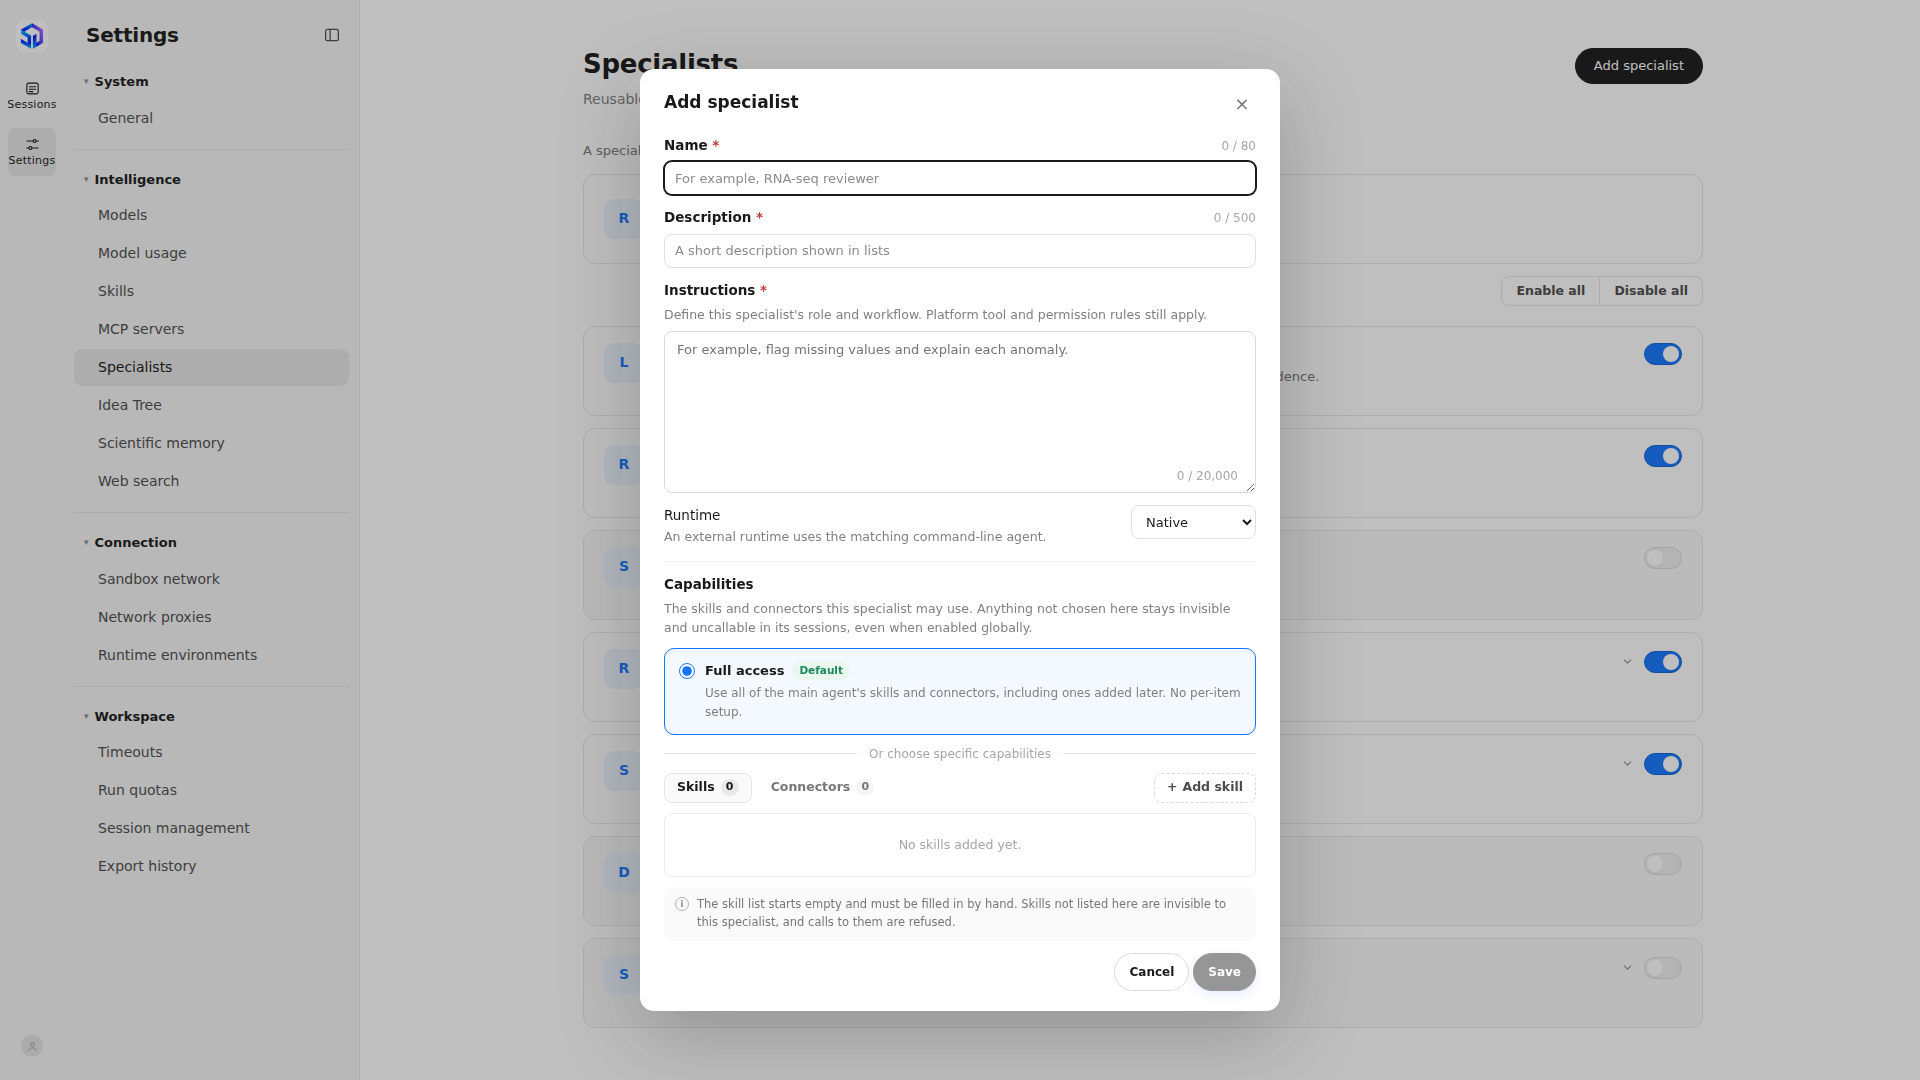 Settings
Sessions
Settings
System
General
Intelligence
Models
Model usage
Skills
MCP servers
Specialists
Idea Tree
Scientific memory
Web search
Connection
Sandbox network
Network proxies
Runtime environments
Workspace
Timeouts
Run quotas
Session management
Export history
Specialists
Add specialist
Enable all
Disable all
R
L
R
S
R
S
D
S
Add specialist
Name *
0 / 80
For example, RNA-seq reviewer
Description *
0 / 500
A short description shown in lists
Instructions *
Define this specialist's role and workflow. Platform tool and permission rules still apply.
For example, flag missing values and explain each anomaly.
0 / 20,000
Runtime
An external runtime uses the matching command-line agent.
Native
Capabilities
The skills and connectors this specialist may use. Anything not chosen here stays invisible
and uncallable in its sessions, even when enabled globally.
Full access Default
Use all of the main agent's skills and connectors, including ones added later. No per-item
setup.
Or choose specific capabilities
Skills 0
Connectors 0
+ Add skill
No skills added yet.
The skill list starts empty and must be filled in by hand. Skills not listed here are invisible to
this specialist, and calls to them are refused.
Cancel
Save